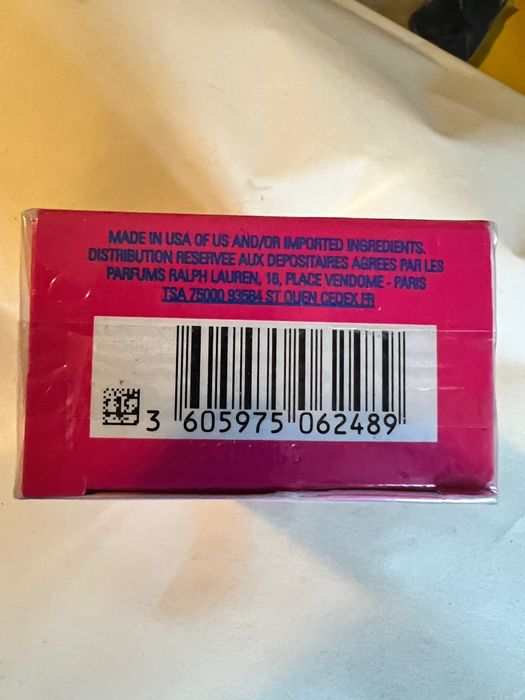 MADE IN USA OF US AND/OR IMPORTED INGREDIENTS.
DISTRIBUTION RESERVEE AUX DEPOSITAIRES AGREES PAR LES
PARFUMS RALPH LAUREN, 16, PLACE VENDOME - PARIS
TSA 75000 93584 ST OUEN CEDEX FR
3 605975 062489